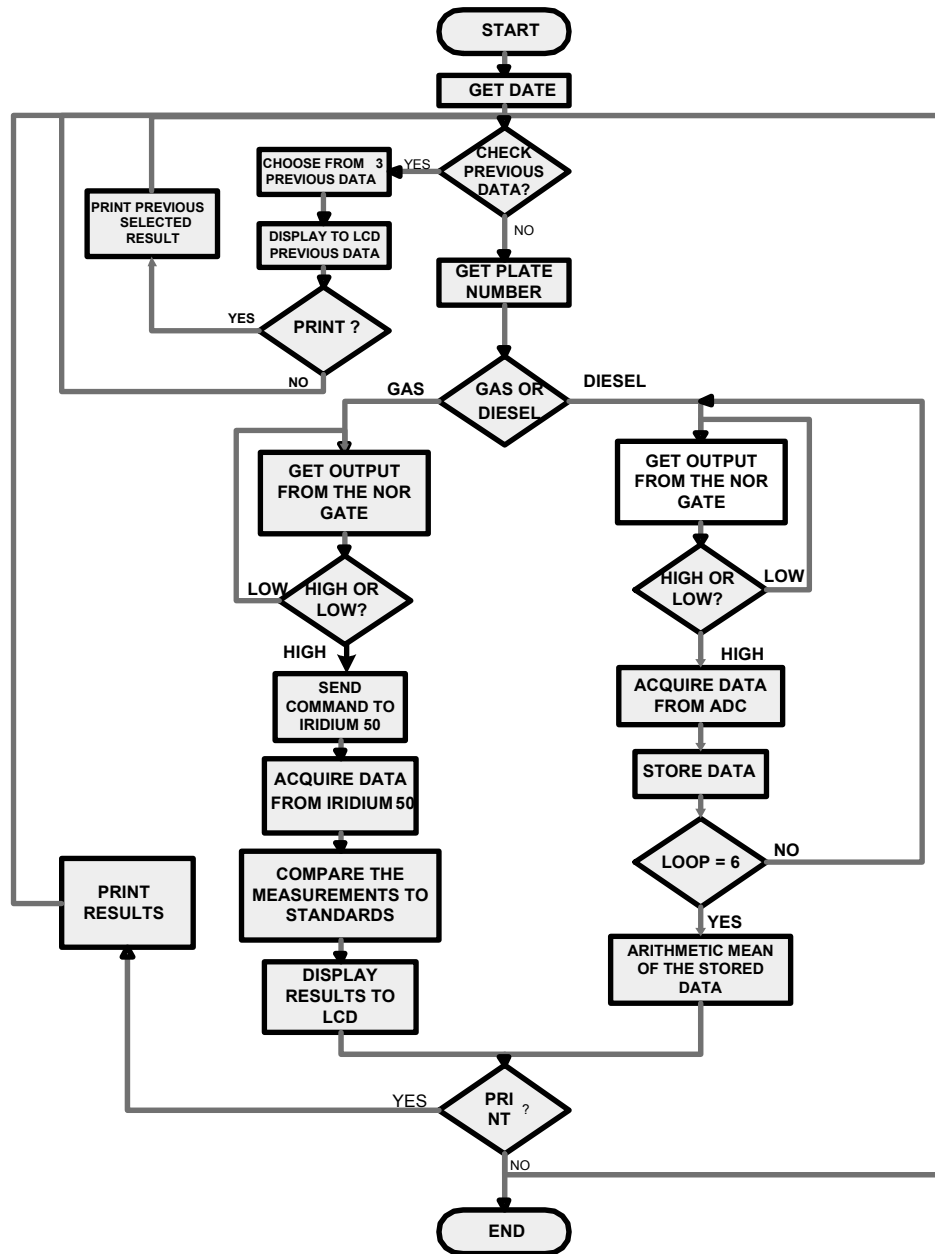 START
GET DATE
CHECK
PREVIOUS
DATA?
YES
CHOOSE FROM 3
PREVIOUS DATA
PRINT PREVIOUS
SELECTED
RESULT
DISPLAY TO LCD
PREVIOUS DATA
NO
GET PLATE
NUMBER
YES
PRINT ?
NO
GAS
GAS OR
DIESEL
DIESEL
GET OUTPUT
FROM THE NOR
GATE
GET OUTPUT
FROM THE NOR
GATE
LOW
HIGH OR
LOW?
HIGH OR
LOW?
LOW
HIGH
HIGH
SEND
COMMAND TO
IRIDIUM 50
ACQUIRE DATA
FROM ADC
ACQUIRE DATA
FROM IRIDIUM 50
STORE DATA
COMPARE THE
MEASUREMENTS TO
STANDARDS
LOOP = 6
NO
PRINT
RESULTS
YES
DISPLAY
RESULTS TO
LCD
ARITHMETIC MEAN
OF THE STORED
DATA
YES
PRI
NT ?
NO
END